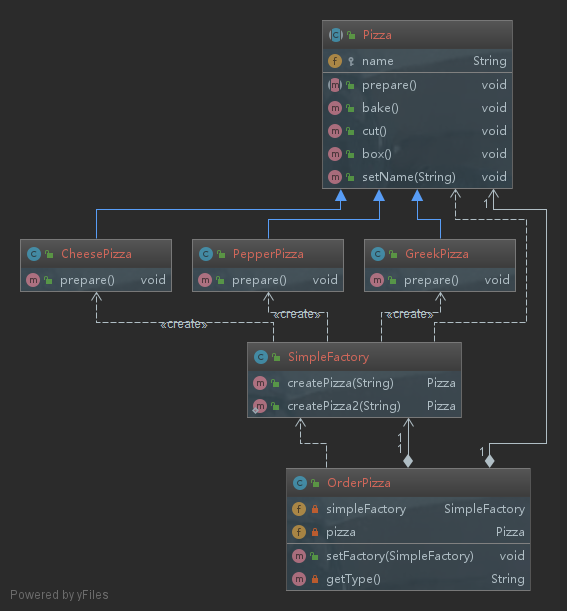 Pizza
name String
prepare() void
bake() void
cut() void
box() void
setName(String) void
1
CheesePizza
prepare() void
PepperPizza
prepare() void
GreekPizza
prepare() void
«create»
«create»
«create»
SimpleFactory
createPizza(String) Pizza
createPizza2(String) Pizza
1
1
1
OrderPizza
simpleFactory SimpleFactory
pizza Pizza
setFactory(SimpleFactory) void
getType() String
Powered by yFiles